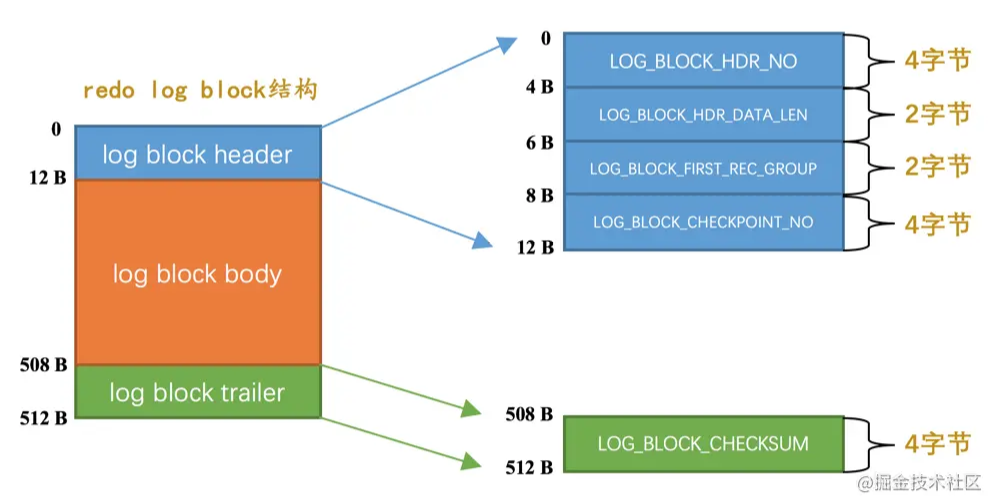 redo log block结构
0
log block header
12 B
log block body
508 B
log block trailer
512 B
0
LOG_BLOCK_HDR_NO
4字节
4 B
LOG_BLOCK_HDR_DATA_LEN
2字节
6 B
LOG_BLOCK_FIRST_REC_GROUP
2字节
8 B
LOG_BLOCK_CHECKPOINT_NO
4字节
12 B
508 B
LOG_BLOCK_CHECKSUM
4字节
512 B
@掘金技术社区